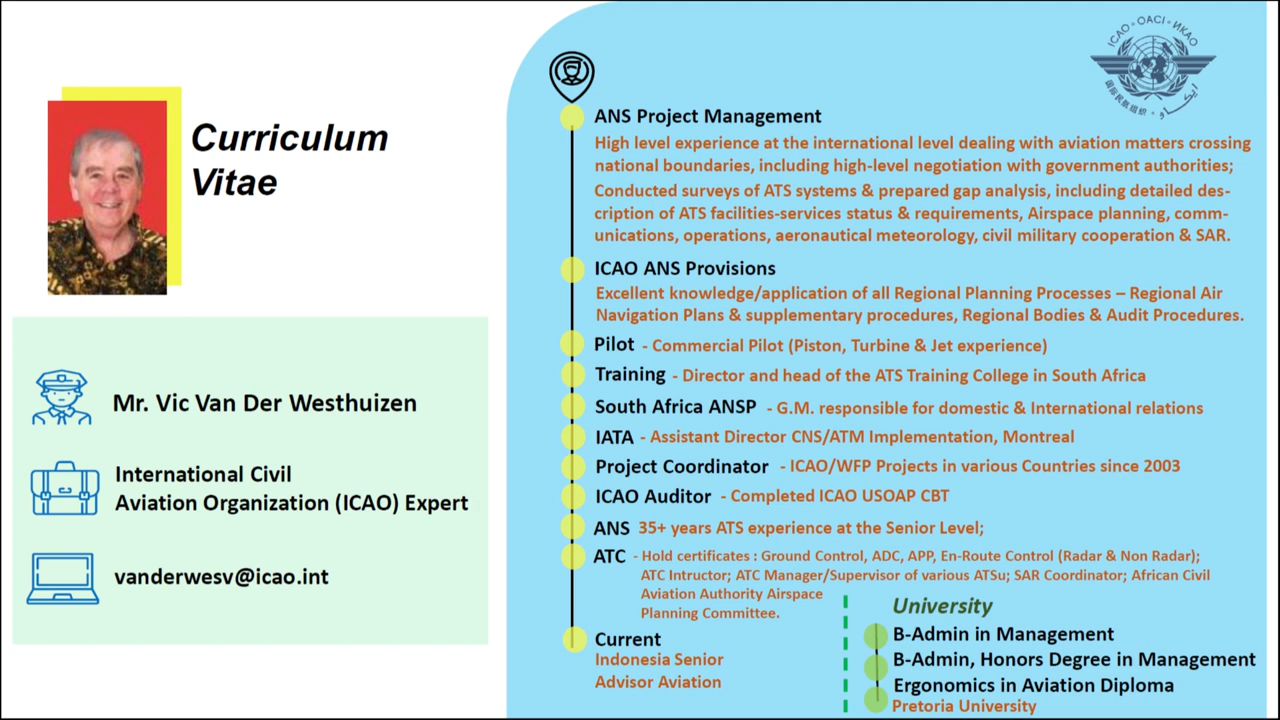 Curriculum
Vitae
Mr. Vic Van Der Westhuizen
International Civil
Aviation Organization (ICAO) Expert
vanderwesv@icao.int
ICAO · OACI · ИКАО
国际民航组织 · ايكاو
ANS Project Management
High level experience at the international level dealing with aviation matters crossing
national boundaries, including high-level negotiation with government authorities;
Conducted surveys of ATS systems & prepared gap analysis, including detailed des-
cription of ATS facilities-services status & requirements, Airspace planning, comm-
unications, operations, aeronautical meteorology, civil military cooperation & SAR.
ICAO ANS Provisions
Excellent knowledge/application of all Regional Planning Processes – Regional Air
Navigation Plans & supplementary procedures, Regional Bodies & Audit Procedures.
Pilot - Commercial Pilot (Piston, Turbine & Jet experience)
Training - Director and head of the ATS Training College in South Africa
South Africa ANSP - G.M. responsible for domestic & International relations
IATA - Assistant Director CNS/ATM Implementation, Montreal
Project Coordinator - ICAO/WFP Projects in various Countries since 2003
ICAO Auditor - Completed ICAO USOAP CBT
ANS 35+ years ATS experience at the Senior Level;
ATC - Hold certificates : Ground Control, ADC, APP, En-Route Control (Radar & Non Radar);
ATC Intructor; ATC Manager/Supervisor of various ATSu; SAR Coordinator; African Civil
Aviation Authority Airspace
Planning Committee.
Current
Indonesia Senior
Advisor Aviation
University
B-Admin in Management
B-Admin, Honors Degree in Management
Ergonomics in Aviation Diploma
Pretoria University